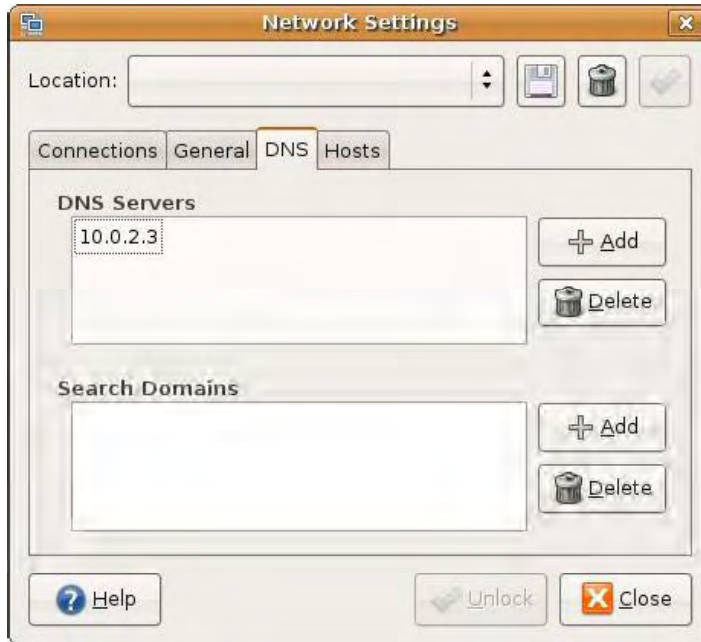 Network Settings
Location:
Connections General DNS Hosts
DNS Servers
10.0.2.3
Add
Delete
Search Domains
Add
Delete
Help Unlock Close